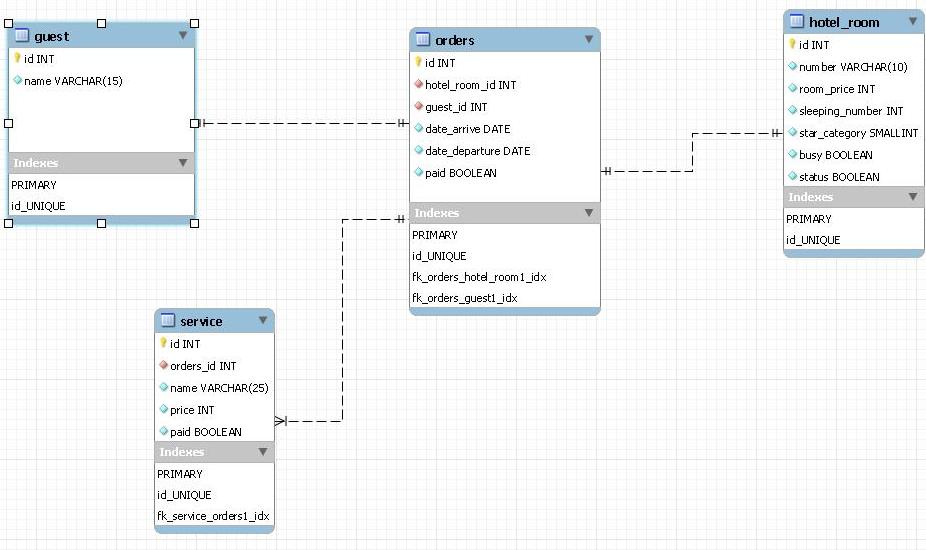 guest
id INT
name VARCHAR(15)
Indexes
PRIMARY
id_UNIQUE
orders
id INT
hotel_room_id INT
guest_id INT
date_arrive DATE
date_departure DATE
paid BOOLEAN
Indexes
PRIMARY
id_UNIQUE
fk_orders_hotel_room1_idx
fk_orders_guest1_idx
hotel_room
id INT
number VARCHAR(10)
room_price INT
sleeping_number INT
star_category SMALLINT
busy BOOLEAN
status BOOLEAN
Indexes
PRIMARY
id_UNIQUE
service
id INT
orders_id INT
name VARCHAR(25)
price INT
paid BOOLEAN
Indexes
PRIMARY
id_UNIQUE
fk_service_orders1_idx